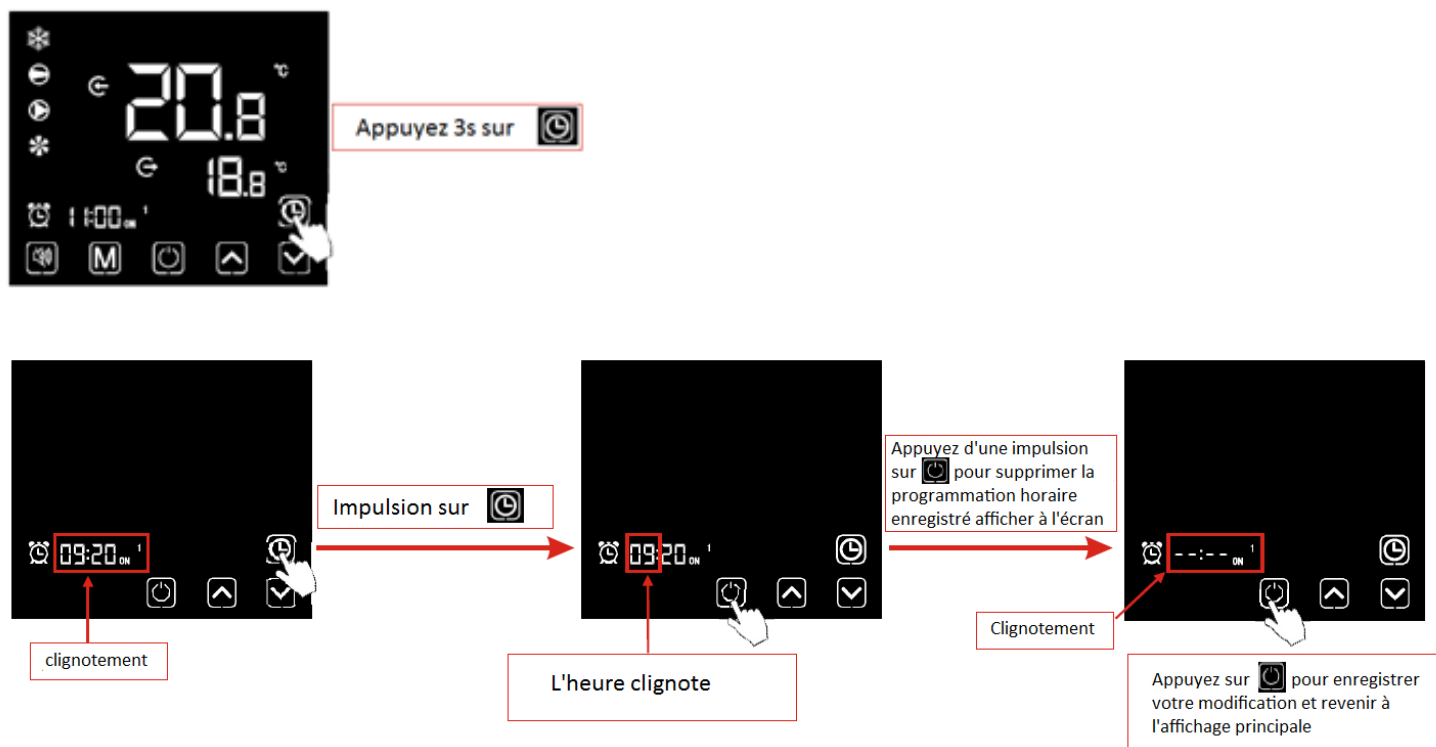 20.8 °C
Appuyez 3s sur
18.8 °C
11:00 ON 1
M
Impulsion sur
Appuyez d'une impulsion
sur pour supprimer la
programmation horaire
enregistré afficher à l'écran
09:20 ON 1
09:20 ON 1
--:-- ON 1
clignotement
L'heure clignote
Clignotement
Appuyez sur pour enregistrer
votre modification et revenir à
l'affichage principale